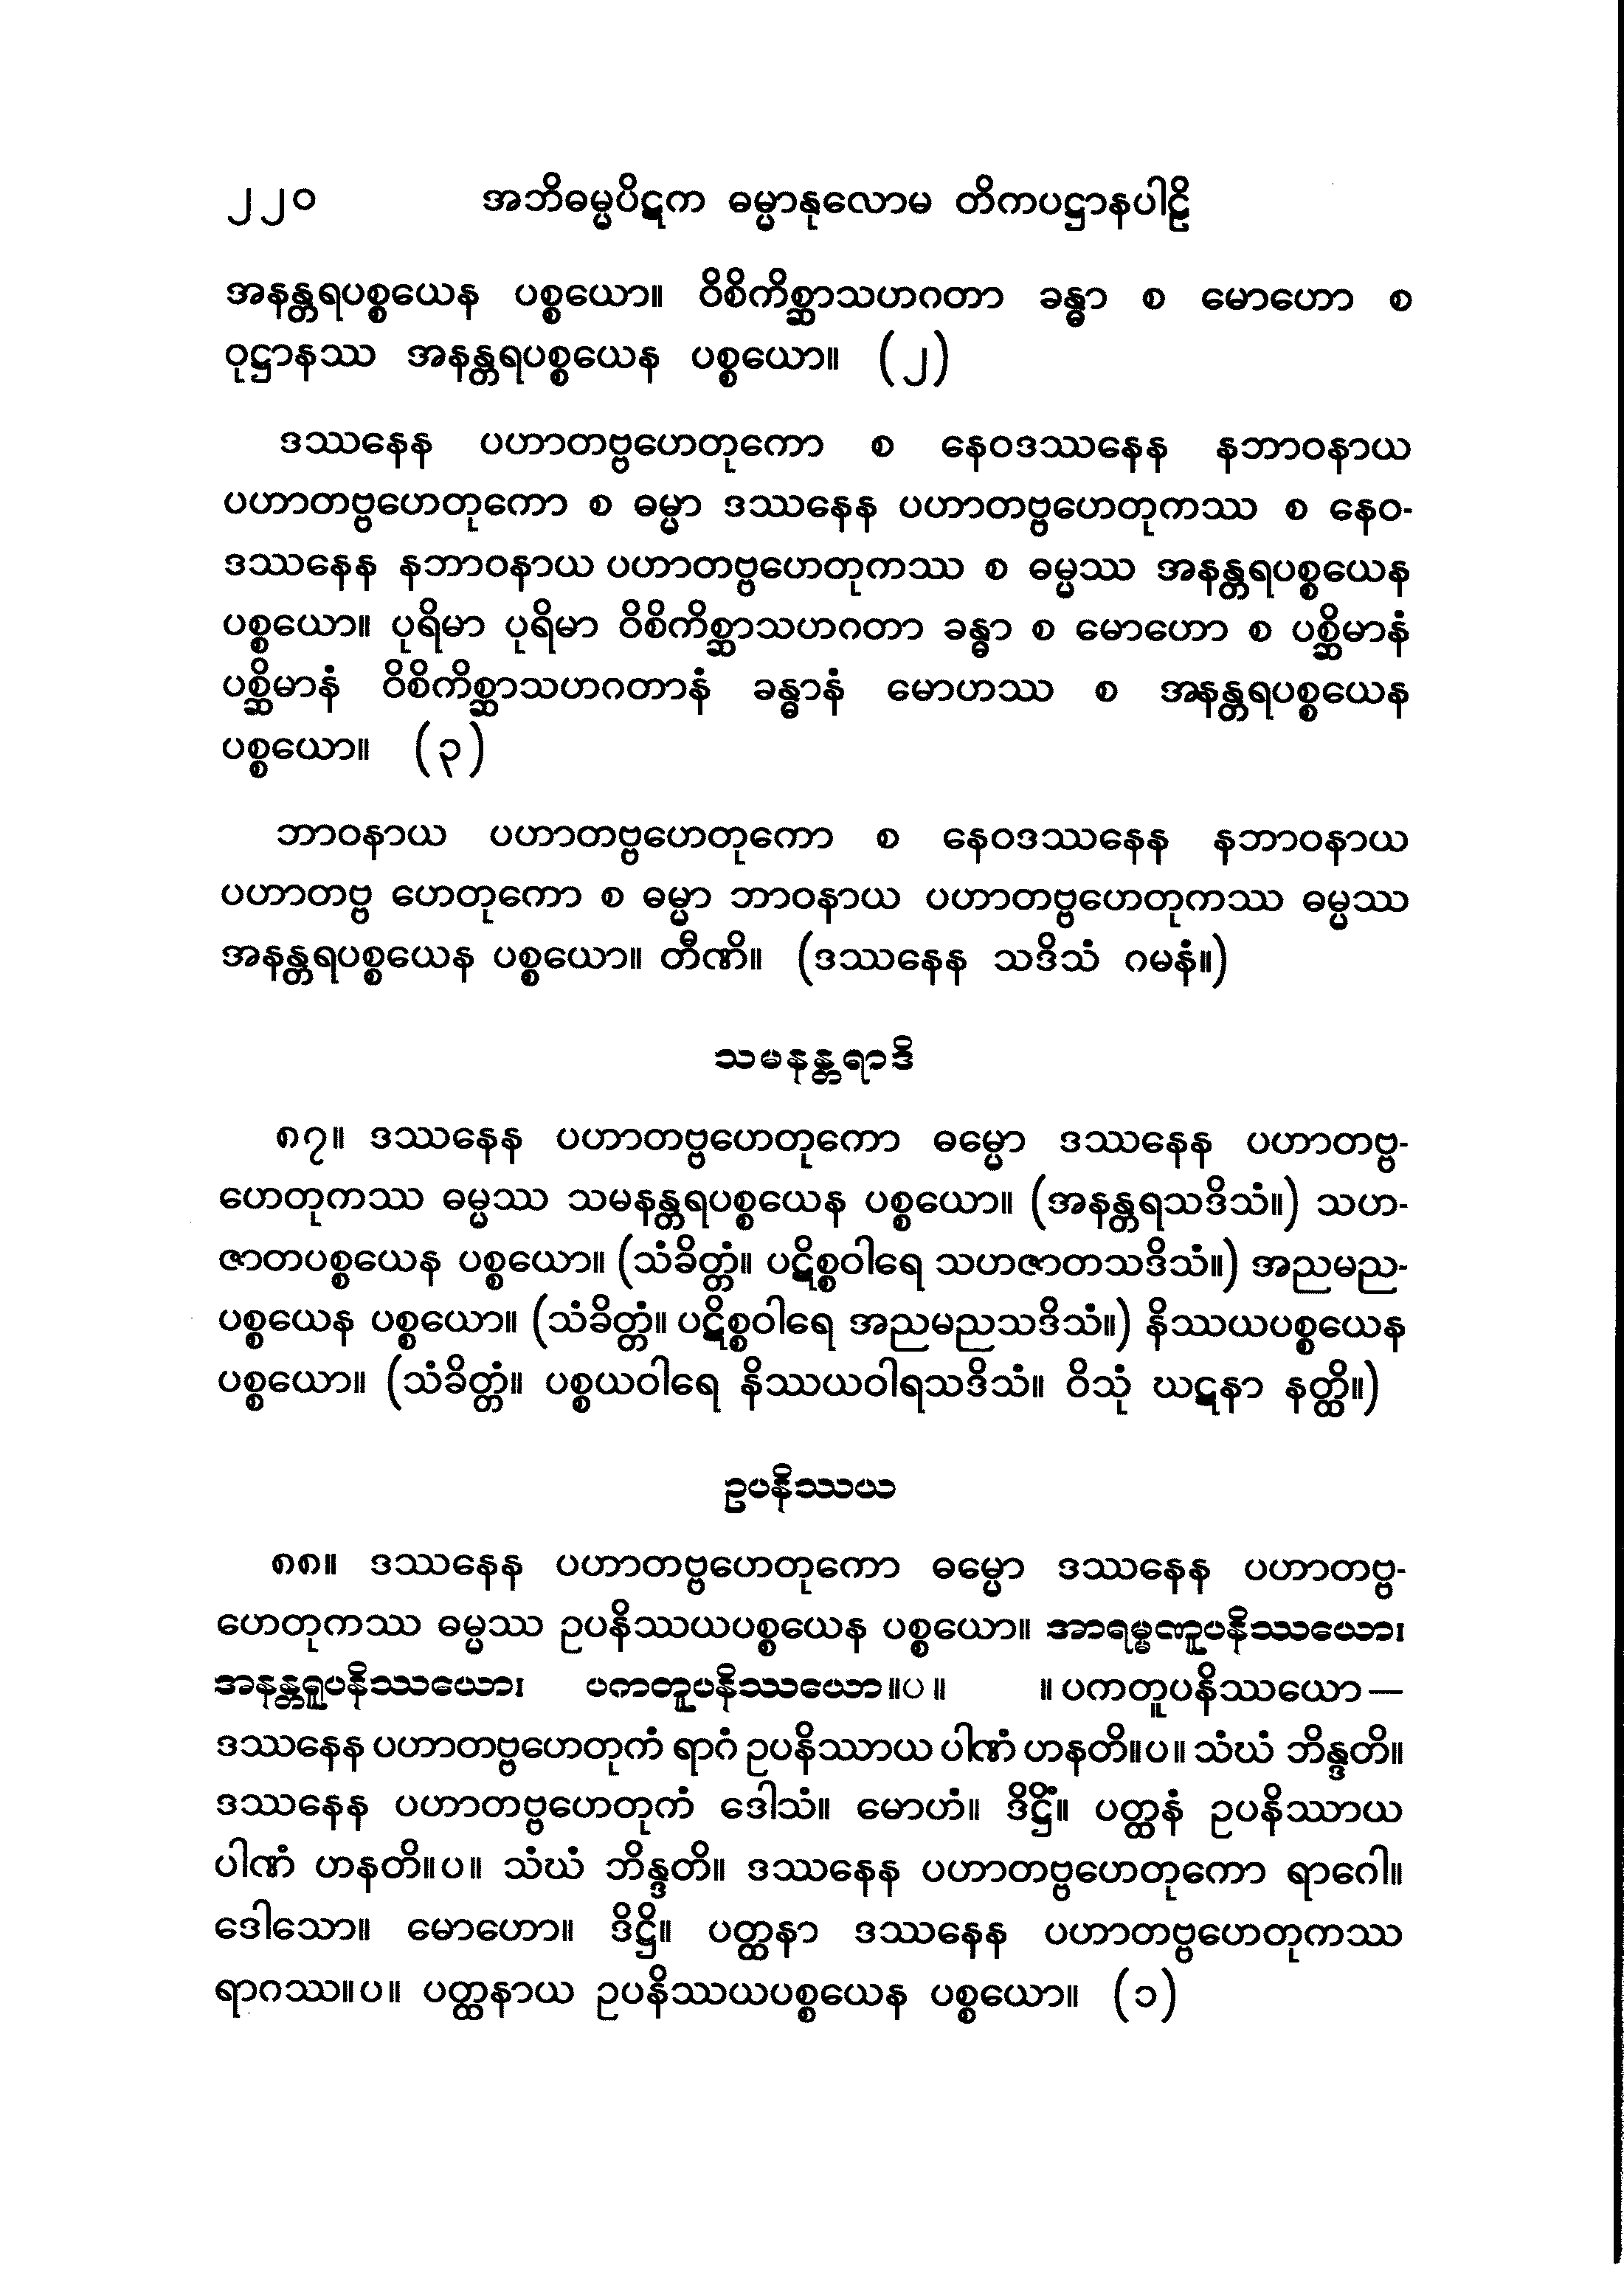 ၂၂၀ အဘိဓမ္မပိဋက ဓမ္မာနုလောမ တိကပဋ္ဌာနပါဠိ
အနန္တရပစ္စယေန ပစ္စယော။ ဝိစိကိစ္ဆာသဟဂတာ ခန္ဓာ စ မောဟော စ
ဝုဋ္ဌာနဿ အနန္တရပစ္စယေန ပစ္စယော။ (၂)
ဒဿနေန ပဟာတဗ္ဗဟေတုကော စ နေဝဒဿနေန နဘာဝနာယ
ပဟာတဗ္ဗဟေတုကော စ ဓမ္မာ ဒဿနေန ပဟာတဗ္ဗဟေတုကဿ စ နေဝ-
ဒဿနေန နဘာဝနာယ ပဟာတဗ္ဗဟေတုကဿ စ ဓမ္မဿ အနန္တရပစ္စယေန
ပစ္စယော။ ပုရိမာ ပုရိမာ ဝိစိကိစ္ဆာသဟဂတာ ခန္ဓာ စ မောဟော စ ပစ္ဆိမာနံ
ပစ္ဆိမာနံ ဝိစိကိစ္ဆာသဟဂတာနံ ခန္ဓာနံ မောဟဿ စ အနန္တရပစ္စယေန
ပစ္စယော။ (၃)
ဘာဝနာယ ပဟာတဗ္ဗဟေတုကော စ နေဝဒဿနေန နဘာဝနာယ
ပဟာတဗ္ဗ ဟေတုကော စ ဓမ္မာ ဘာဝနာယ ပဟာတဗ္ဗဟေတုကဿ ဓမ္မဿ
အနန္တရပစ္စယေန ပစ္စယော။ တီဏိ။ (ဒဿနေန သဒိသံ ဂမနံ။)
သမနန္တရာဒိ
၈၇။ ဒဿနေန ပဟာတဗ္ဗဟေတုကော ဓမ္မော ဒဿနေန ပဟာတဗ္ဗ-
ဟေတုကဿ ဓမ္မဿ သမနန္တရပစ္စယေန ပစ္စယော။ (အနန္တရသဒိသံ။) သဟ-
ဇာတပစ္စယေန ပစ္စယော။ (သံခိတ္တံ။ ပဋိစ္စဝါရေ သဟဇာတသဒိသံ။) အညမည-
ပစ္စယေန ပစ္စယော။ (သံခိတ္တံ။ ပဋိစ္စဝါရေ အညမညသဒိသံ။) နိဿယပစ္စယေန
ပစ္စယော။ (သံခိတ္တံ။ ပစ္စယဝါရေ နိဿယဝါရသဒိသံ။ ဝိသုံ ဃဋနာ နတ္ထိ။)
ဥပနိဿယ
၈၈။ ဒဿနေန ပဟာတဗ္ဗဟေတုကော ဓမ္မော ဒဿနေန ပဟာတဗ္ဗ-
ဟေတုကဿ ဓမ္မဿ ဥပနိဿယပစ္စယေန ပစ္စယော။ အာရမ္မဏူပနိဿယော၊
အနန္တရူပနိဿယော၊ ပကတူပနိဿယော။ပ။ ။ပကတူပနိဿယော—
ဒဿနေန ပဟာတဗ္ဗဟေတုကံ ရာဂံ ဥပနိဿာယ ပါဏံ ဟနတိ။ပ။ သံဃံ ဘိန္ဒတိ။
ဒဿနေန ပဟာတဗ္ဗဟေတုကံ ဒေါသံ။ မောဟံ။ ဒိဋ္ဌိံ။ ပတ္ထနံ ဥပနိဿာယ
ပါဏံ ဟနတိ။ပ။ သံဃံ ဘိန္ဒတိ။ ဒဿနေန ပဟာတဗ္ဗဟေတုကော ရာဂေါ။
ဒေါသော။ မောဟော။ ဒိဋ္ဌိ။ ပတ္ထနာ ဒဿနေန ပဟာတဗ္ဗဟေတုကဿ
ရာဂဿ။ပ။ ပတ္ထနာယ ဥပနိဿယပစ္စယေန ပစ္စယော။ (၁)